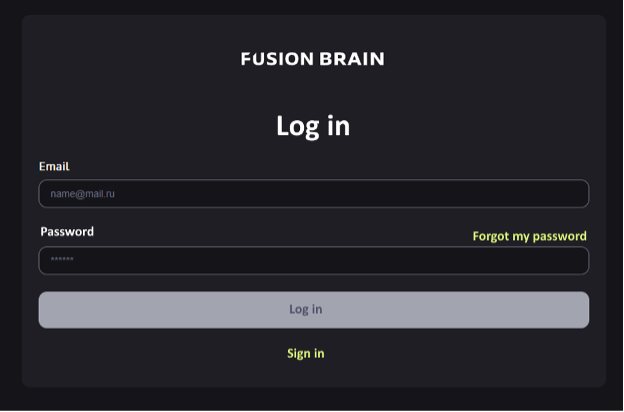 FUSION BRAIN
Log in
Email
name@mail.ru
Password
Forgot my password
******
Log in
Sign in